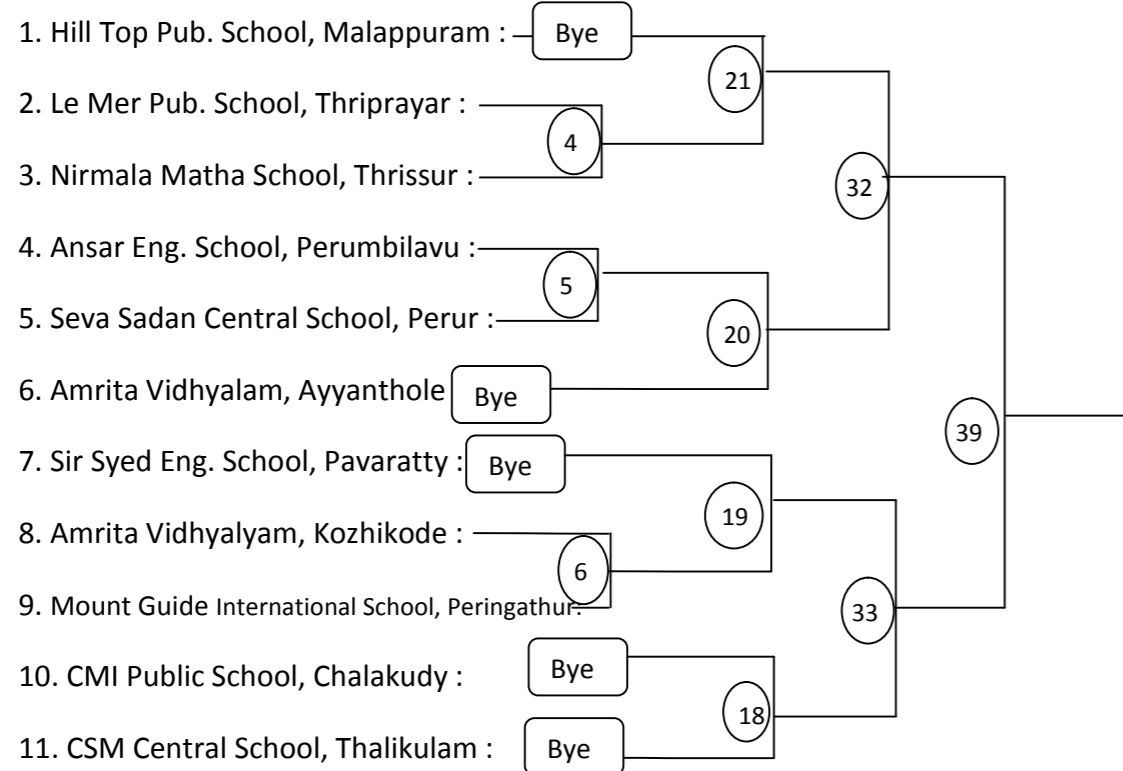 1. Hill Top Pub. School, Malappuram : Bye
21
2. Le Mer Pub. School, Thriprayar :
4
3. Nirmala Matha School, Thrissur :
32
4. Ansar Eng. School, Perumbilavu :
5
5. Seva Sadan Central School, Perur :
20
6. Amrita Vidhyalam, Ayyanthole Bye
39
7. Sir Syed Eng. School, Pavaratty : Bye
19
8. Amrita Vidhyalyam, Kozhikode :
6
9. Mount Guide International School, Peringathur:
33
10. CMI Public School, Chalakudy : Bye
18
11. CSM Central School, Thalikulam : Bye